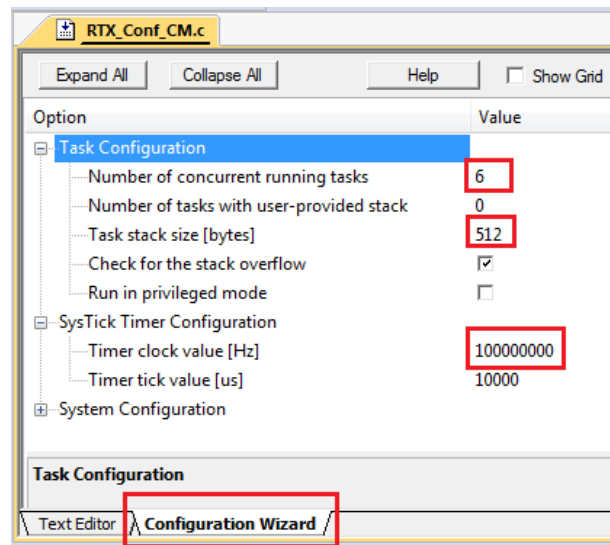 RTX_Conf_CM.c
Expand All Collapse All Help Show Grid
Option Value
Task Configuration
Number of concurrent running tasks 6
Number of tasks with user-provided stack 0
Task stack size [bytes] 512
Check for the stack overflow
Run in privileged mode
SysTick Timer Configuration
Timer clock value [Hz] 100000000
Timer tick value [us] 10000
System Configuration
Task Configuration
Text Editor Configuration Wizard